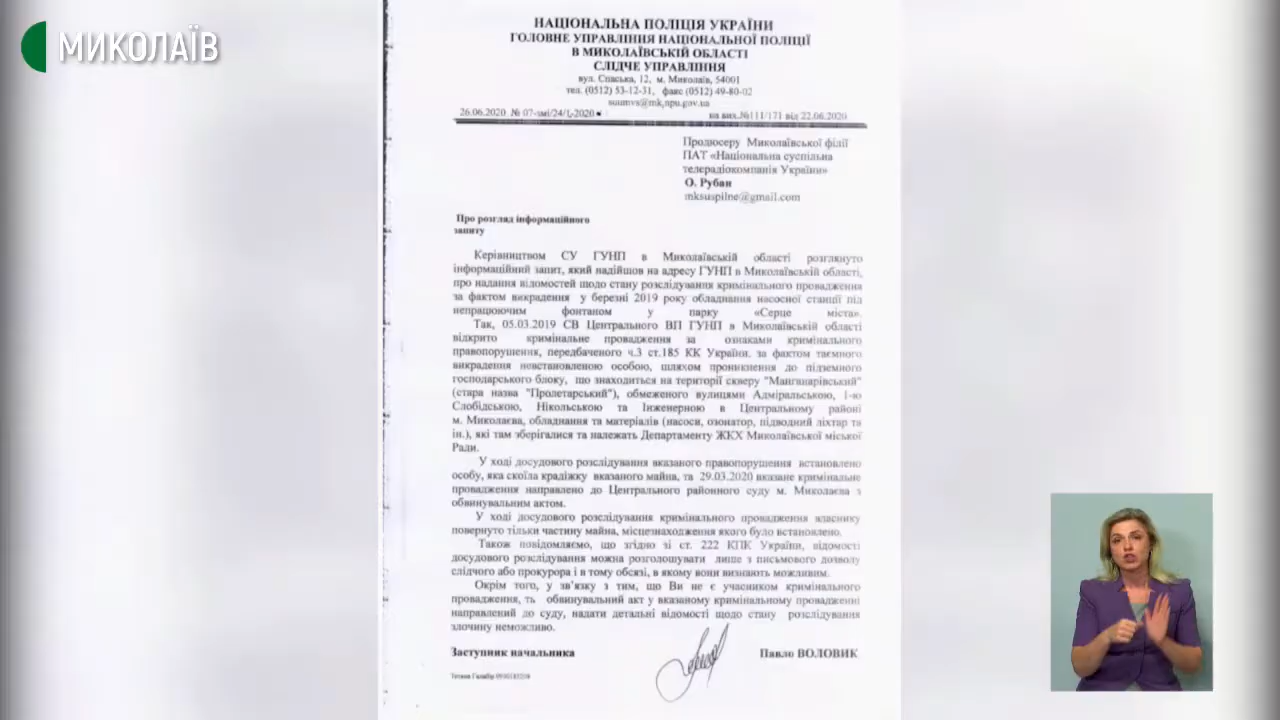 МИКОЛАЇВ
НАЦІОНАЛЬНА ПОЛІЦІЯ УКРАЇНИ
ГОЛОВНЕ УПРАВЛІННЯ НАЦІОНАЛЬНОЇ ПОЛІЦІЇ
В МИКОЛАЇВСЬКІЙ ОБЛАСТІ
СЛІДЧЕ УПРАВЛІННЯ
вул. Спаська, 12, м. Миколаїв, 54001
тел. (0512) 53-12-31, факс (0512) 49-80-02
26.06.2020 № на вих.№111/171 від 22.06.2020
Продюсеру Миколаївської філії
ПАТ «Національна суспільна
телерадіокомпанія України»
О. Рубан
mksuspilne@gmail.com
Про розгляд інформаційного
запиту
Керівництвом СУ ГУНП в Миколаївській області розглянуто
інформаційний запит, який надійшов на адресу ГУНП в Миколаївській області,
про надання відомостей щодо стану розслідування кримінального провадження
за фактом викрадення у березні 2019 року обладнання насосної станції під
непрацюючим фонтаном у парку «Серце міста».
Так, 05.03.2019 СВ Центрального ВП ГУНП в Миколаївській області
відкрито кримінальне провадження за ознаками кримінального
правопорушення, передбаченого ч.3 ст.185 КК України. за фактом таємного
викрадення невстановленою особою, шляхом проникнення до підземного
господарського блоку, що знаходиться на території скверу "Манганарівський"
(стара назва "Пролетарський"), обмеженого вулицями Адміральською, 1-ю
Слобідською, Нікольською та Інженерною в Центральному районі
м. Миколаєва, обладнання та матеріалів (насоси, озонатор, підводний ліхтар та
ін.), які там зберігалися та належать Департаменту ЖКХ Миколаївської міської
Ради.
У ході досудового розслідування вказаного правопорушення встановлено
особу, яка скоїла крадіжку вказаного майна, та 29.03.2020 вказане кримінальне
провадження направлено до Центрального районного суду м. Миколаєва з
обвинувальним актом.
У ході досудового розслідування кримінального провадження власнику
повернуто тільки частину майна, місцезнаходження якого було встановлено.
Також повідомляємо, що згідно зі ст. 222 КПК України, відомості
досудового розслідування можна розголошувати лише з письмового дозволу
слідчого або прокурора і в тому обсязі, в якому вони визнають можливим.
Окрім того, у зв'язку з тим, що Ви не є учасником кримінального
провадження, обвинувальний акт у вказаному кримінальному провадженні
направлений до суду, надати детальні відомості щодо стану розслідування
злочину неможливо.
Заступник начальника Павло ВОЛОВИК